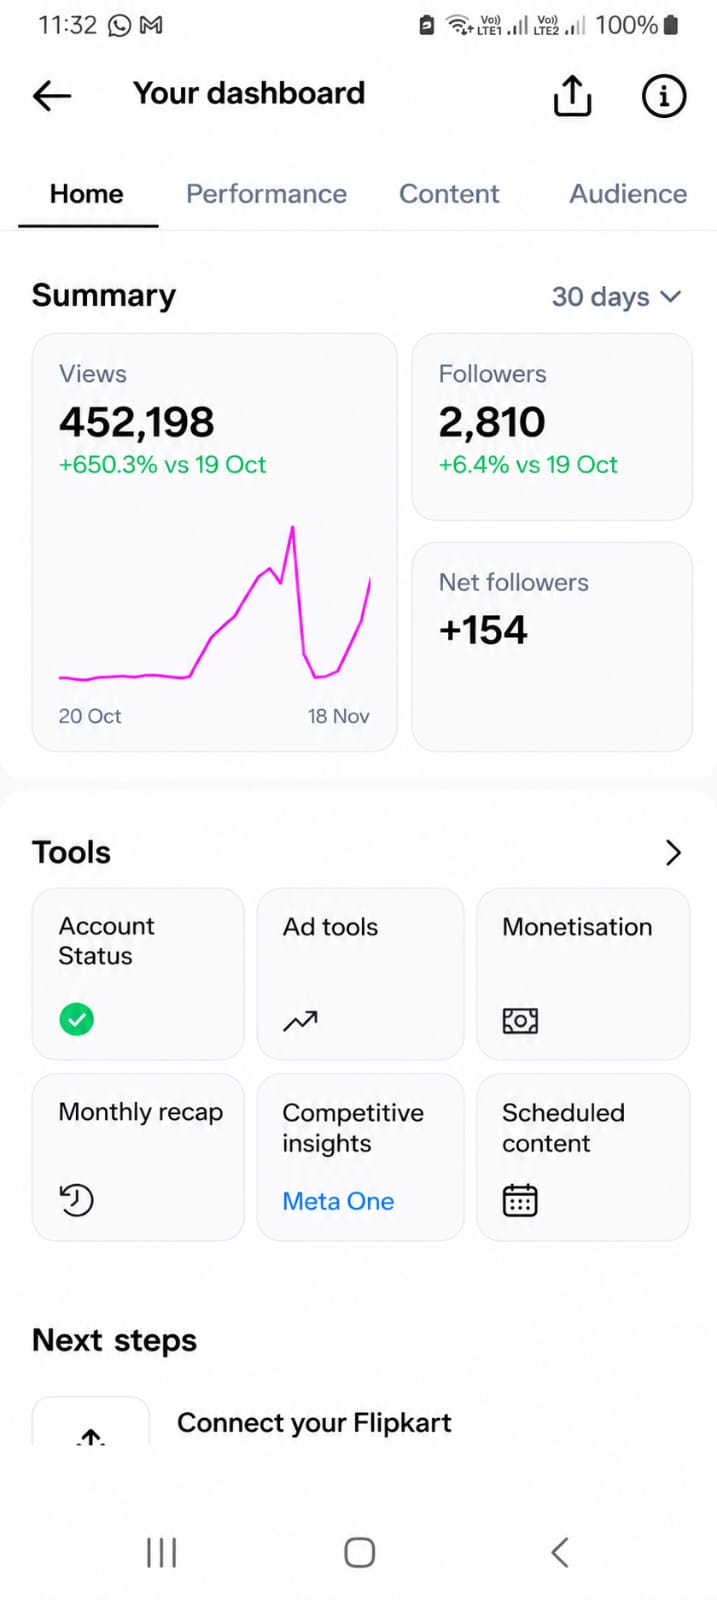 11:32
Vo)) LTE1 Vo)) LTE2 100%
Your dashboard
Home Performance Content Audience
Summary 30 days
Views
452,198
+650.3% vs 19 Oct
20 Oct 18 Nov
Followers
2,810
+6.4% vs 19 Oct
Net followers
+154
Tools
Account
Status
Ad tools
Monetisation
Monthly recap
Competitive
insights
Meta One
Scheduled
content
Next steps
Connect your Flipkart